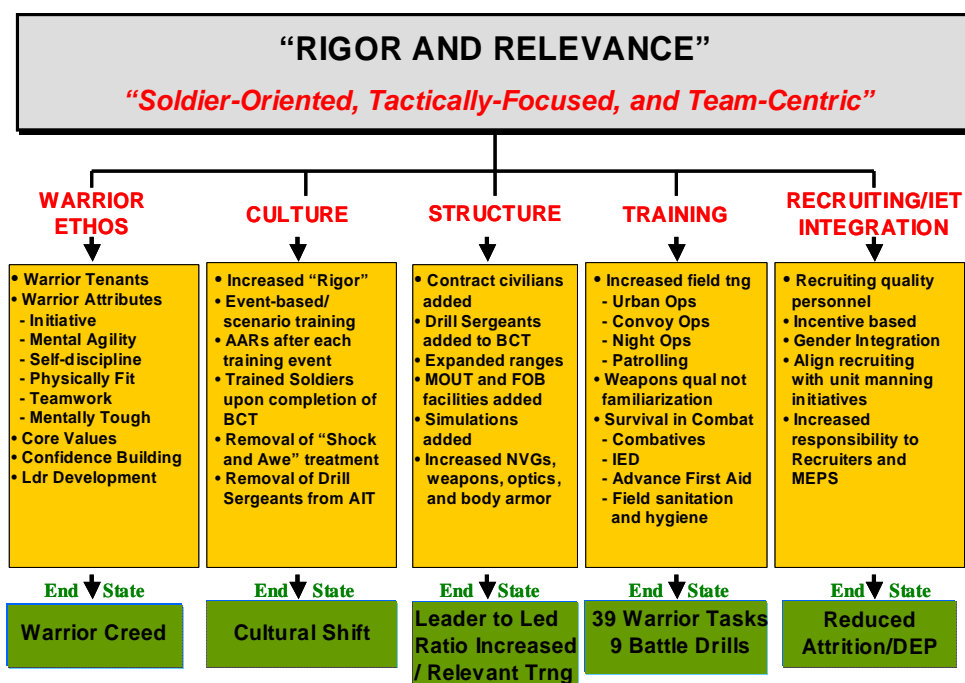 “RIGOR AND RELEVANCE”
“Soldier-Oriented, Tactically-Focused, and Team-Centric”
WARRIOR
ETHOS
• Warrior Tenants
• Warrior Attributes
- Initiative
- Mental Agility
- Self-discipline
- Physically Fit
- Teamwork
- Mentally Tough
• Core Values
• Confidence Building
• Ldr Development
End State
Warrior Creed
CULTURE
• Increased “Rigor”
• Event-based/
scenario training
• AARs after each
training event
• Trained Soldiers
upon completion of
BCT
• Removal of “Shock
and Awe” treatment
• Removal of Drill
Sergeants from AIT
End State
Cultural Shift
STRUCTURE
• Contract civilians
added
• Drill Sergeants
added to BCT
• Expanded ranges
• MOUT and FOB
facilities added
• Simulations
added
• Increased NVGs,
weapons, optics,
and body armor
End State
Leader to Led
Ratio Increased
/ Relevant Trng
TRAINING
• Increased field tng
- Urban Ops
- Convoy Ops
- Night Ops
- Patrolling
• Weapons qual not
familiarization
• Survival in Combat
- Combatives
- IED
- Advance First Aid
- Field sanitation
and hygiene
End State
39 Warrior Tasks
9 Battle Drills
RECRUITING/IET
INTEGRATION
• Recruiting quality
personnel
• Incentive based
• Gender Integration
• Align recruiting
with unit manning
initiatives
• Increased
responsibility to
Recruiters and
MEPS
End State
Reduced
Attrition/DEP